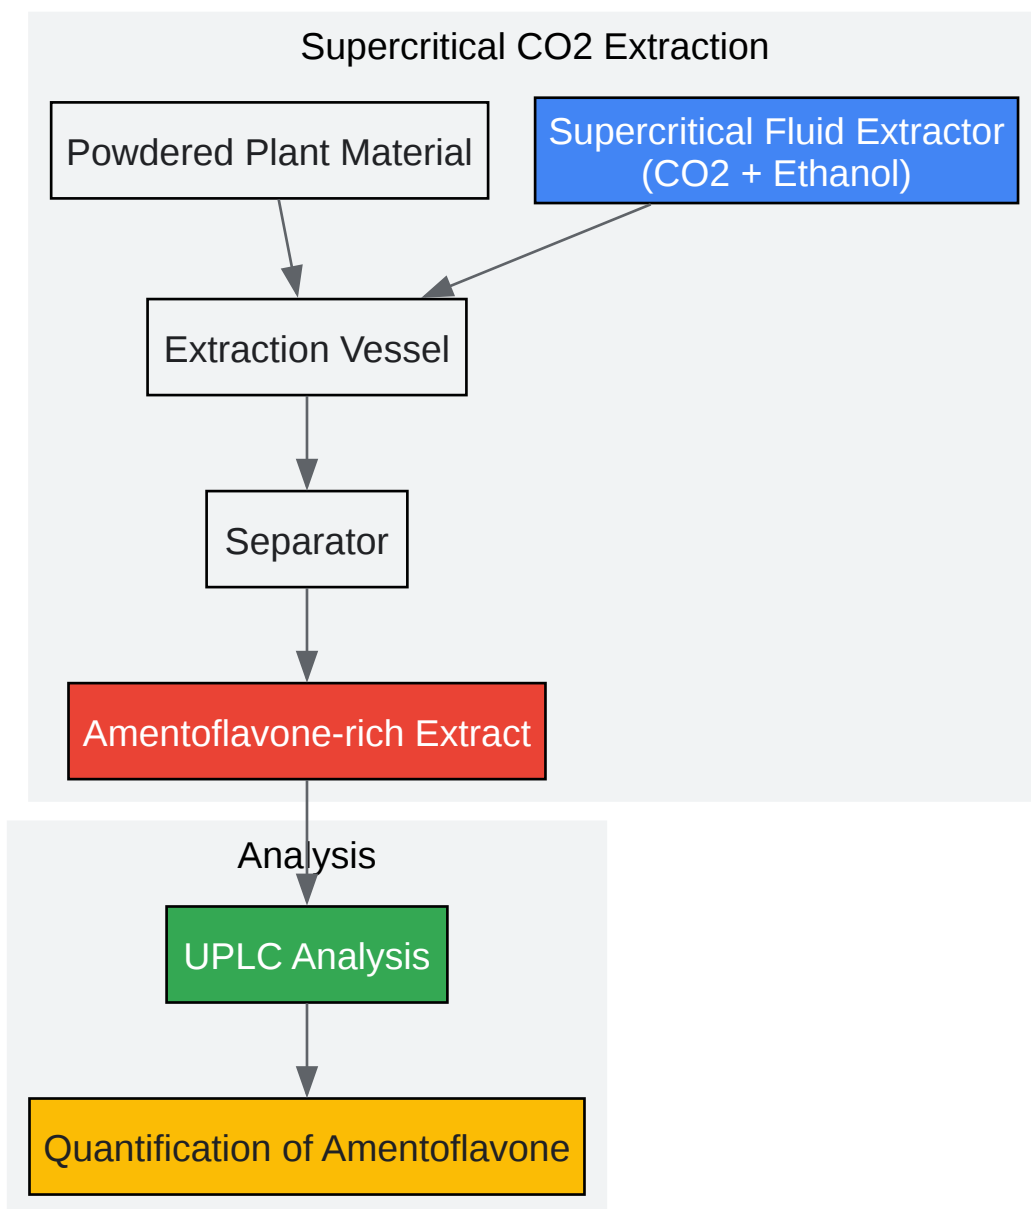 Supercritical CO2 Extraction
Powdered Plant Material
Supercritical Fluid Extractor
(CO2 + Ethanol)
Extraction Vessel
Separator
Amentoflavone-rich Extract
Analysis
UPLC Analysis
Quantification of Amentoflavone